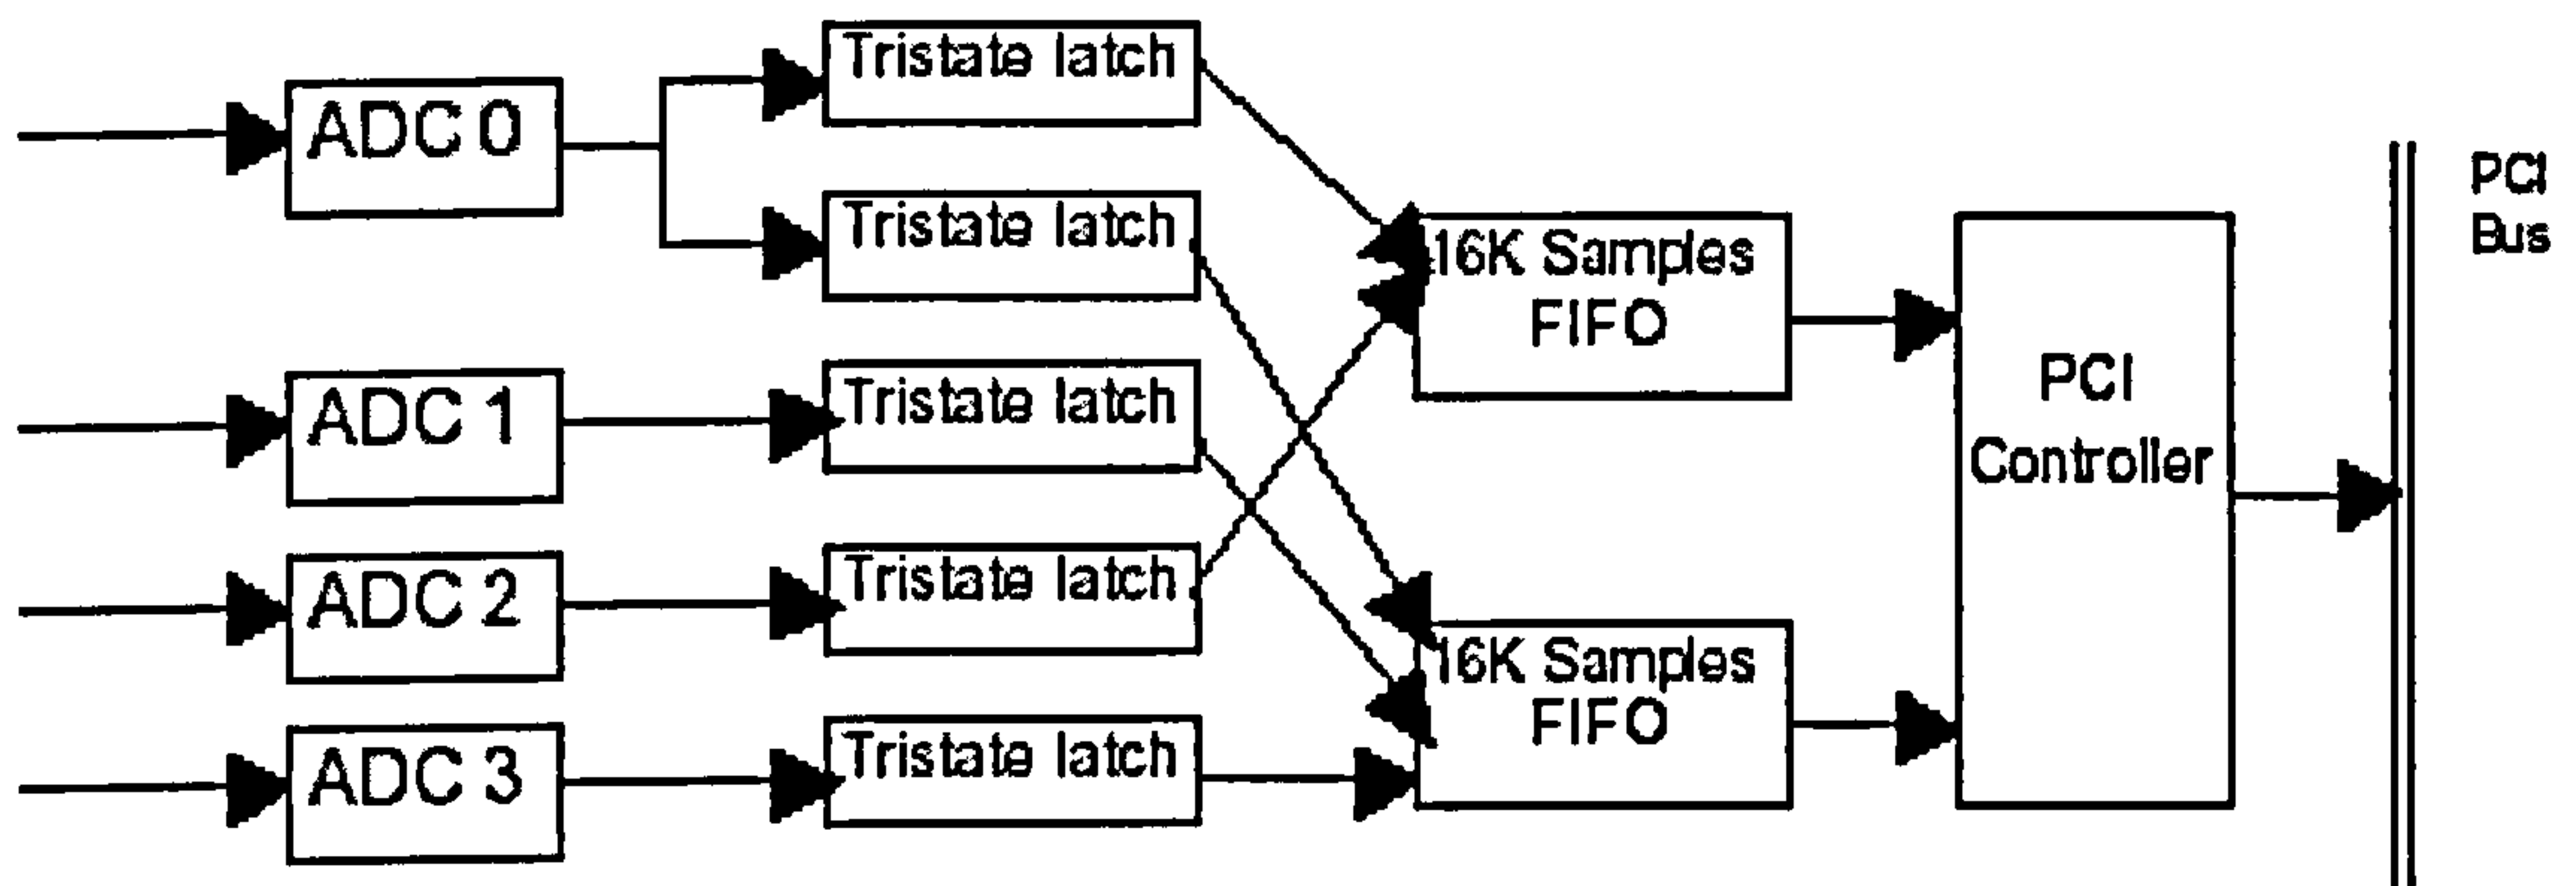 ADC 0
ADC 1
ADC 2
ADC 3
Tristate latch
Tristate latch
Tristate latch
Tristate latch
Tristate latch
16K Samples
FIFO
16K Samples
FIFO
PCI
Controller
PCI
Bus